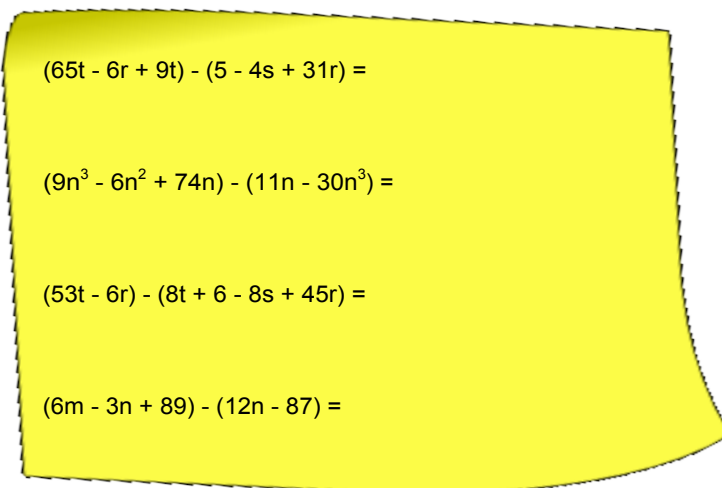 (65t - 6r + 9t) - (5 - 4s + 31r) =
(9n³ - 6n² + 74n) - (11n - 30n³) =
(53t - 6r) - (8t + 6 - 8s + 45r) =
(6m - 3n + 89) - (12n - 87) =